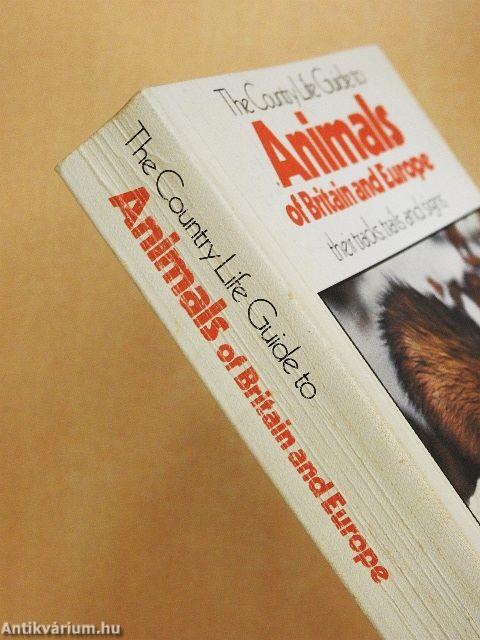 The Country Life Guide to
Animals
of Britain and Europe
their tracks, trails and signs
The Country Life Guide to
Animals of Britain and Europe
Antikvárium.hu